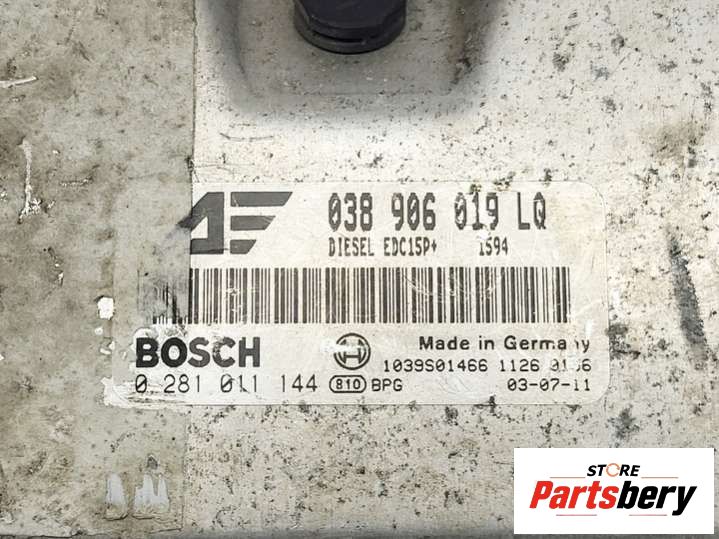 038 906 019 LQ
DIESEL EDC15P+ 1594
BOSCH
Made in Germany
1039S01466 1126
0 281 011 144 810 BPG 03-07-11
STORE
Partsbery